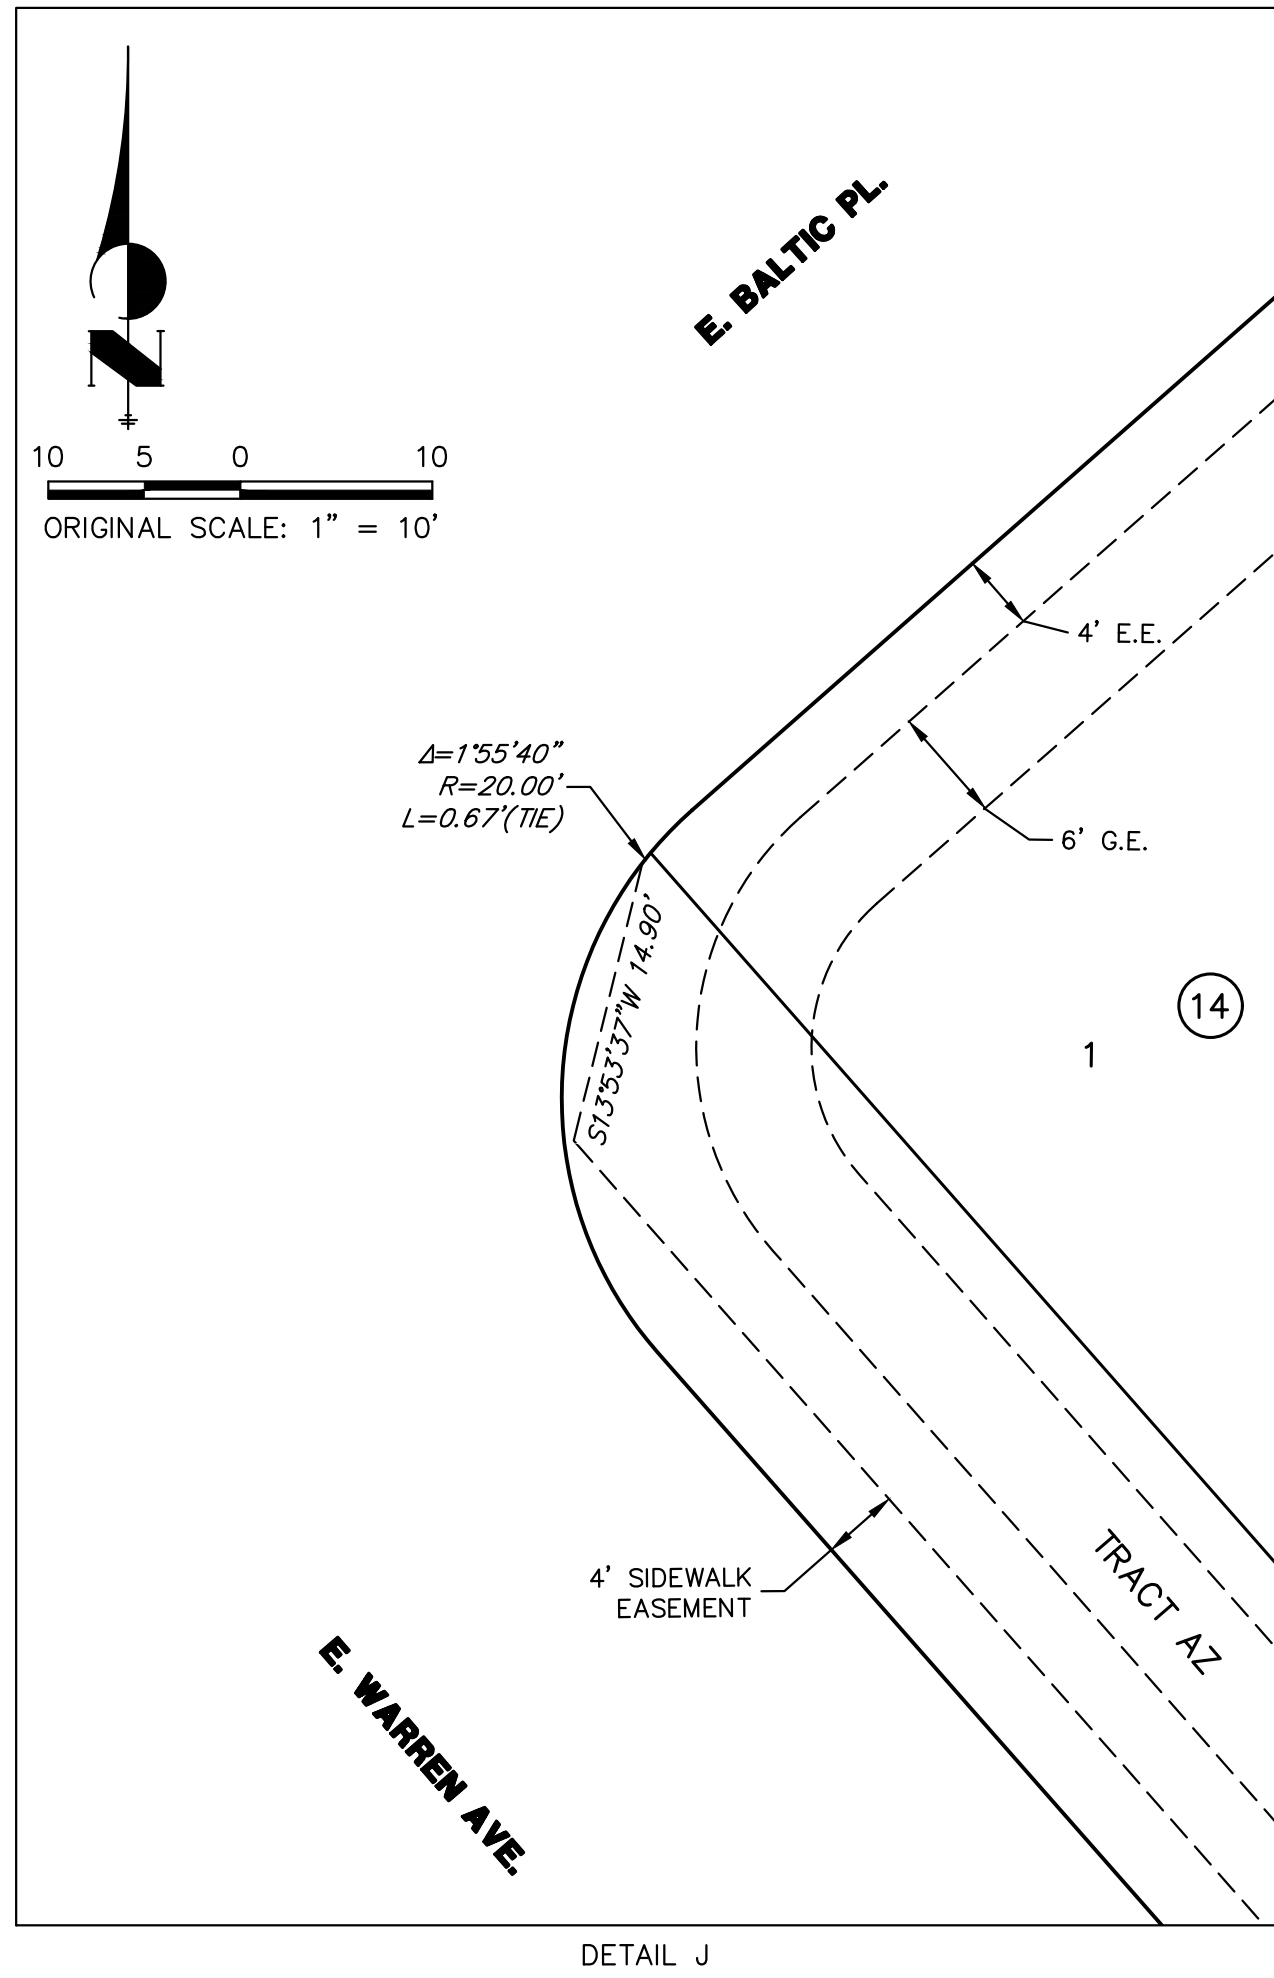 E. BALTIC PL.
N
10 5 0 10
ORIGINAL SCALE: 1" = 10'
4' E.E.
Δ=1°55'40"
R=20.00'
L=0.67'(TIE)
6' G.E.
S13°53'37"W 14.90'
14
1
4' SIDEWALK
EASEMENT
TRACT AZ
E. WARREN AVE.
DETAIL J